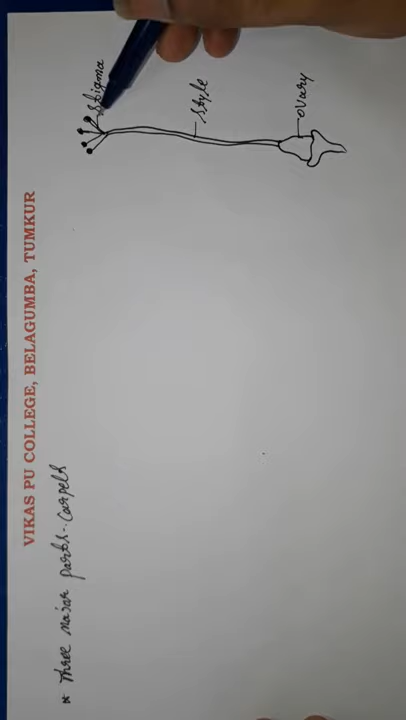 VIKAS PU COLLEGE, BELAGUMBA, TUMKUR
* Three major parts - carpels
stigma
style
ovary